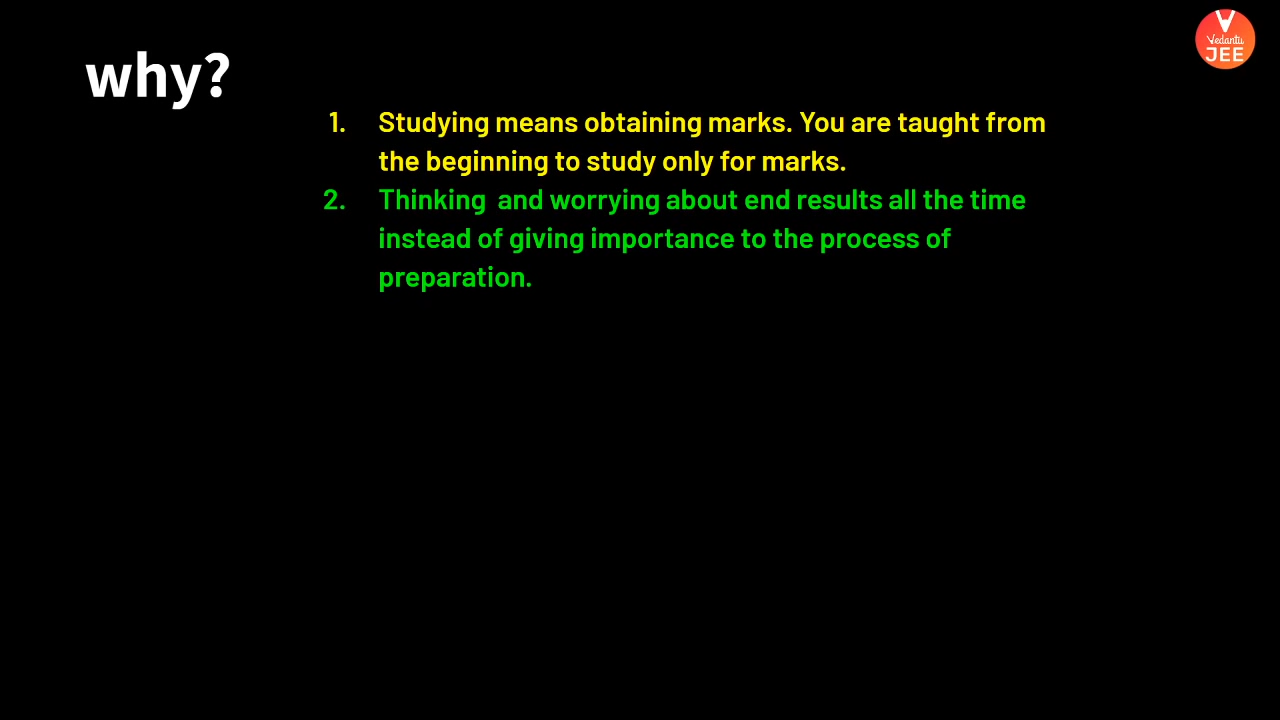 why?
Vedantu
JEE
1. Studying means obtaining marks. You are taught from
the beginning to study only for marks.
2. Thinking  and worrying about end results all the time
instead of giving importance to the process of
preparation.